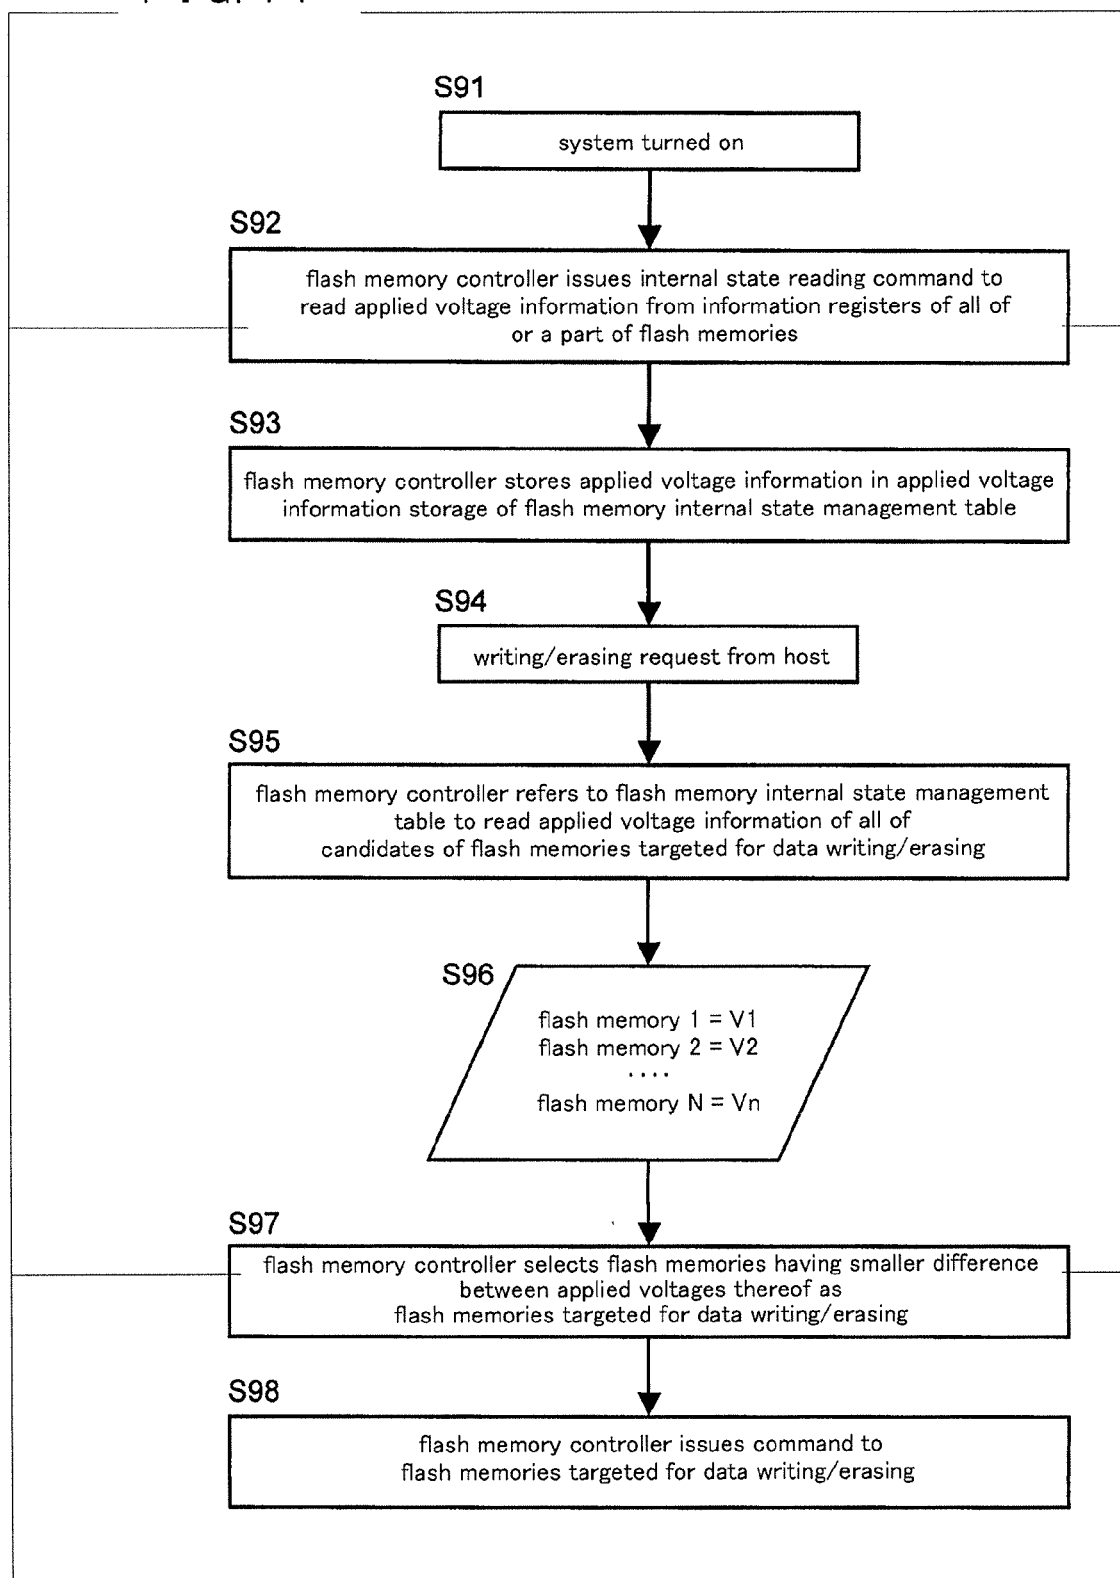 S91
system turned on
S92
flash memory controller issues internal state reading command to
read applied voltage information from information registers of all of
or a part of flash memories
S93
flash memory controller stores applied voltage information in applied voltage
information storage of flash memory internal state management table
S94
writing/erasing request from host
S95
flash memory controller refers to flash memory internal state management
table to read applied voltage information of all of
candidates of flash memories targeted for data writing/erasing
S96
flash memory 1 = V1
flash memory 2 = V2
....
flash memory N = Vn
S97
flash memory controller selects flash memories having smaller difference
between applied voltages thereof as
flash memories targeted for data writing/erasing
S98
flash memory controller issues command to
flash memories targeted for data writing/erasing